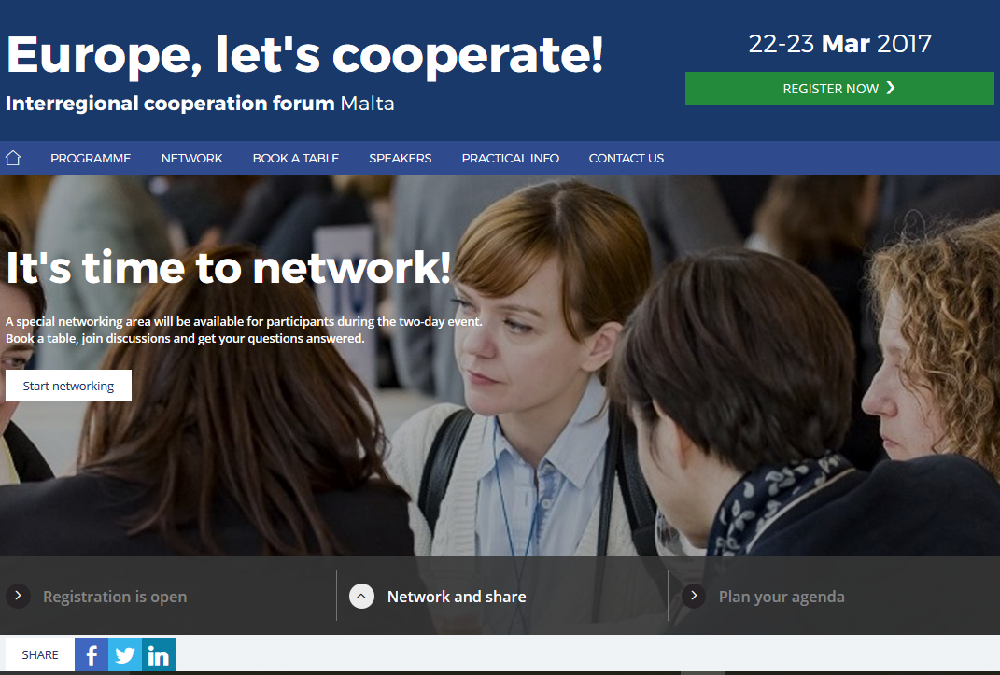 Europe, let's cooperate!
Interregional cooperation forum Malta
22-23 Mar 2017
REGISTER NOW
PROGRAMME NETWORK BOOK A TABLE SPEAKERS PRACTICAL INFO CONTACT US
It's time to network!
A special networking area will be available for participants during the two-day event.
Book a table, join discussions and get your questions answered.
Start networking
Registration is open Network and share Plan your agenda
SHARE f in